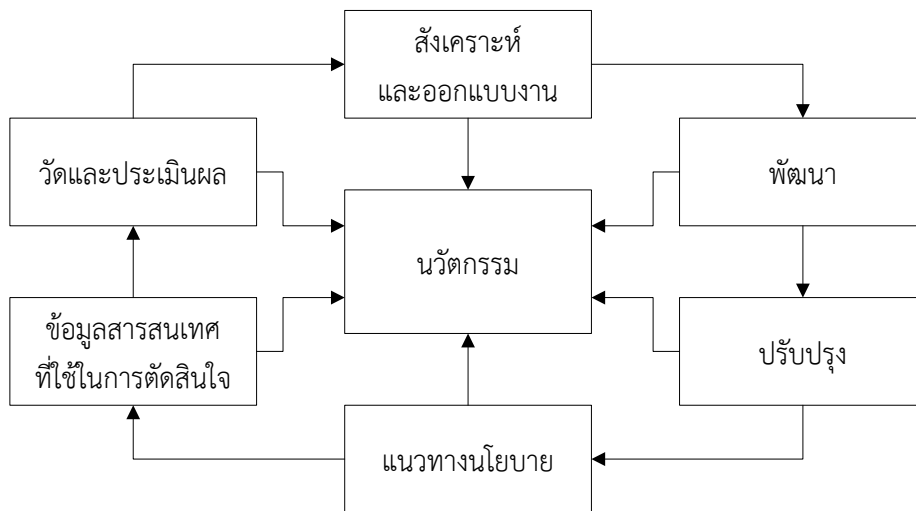 สังเคราะห์
และออกแบบงาน
วัดและประเมินผล
พัฒนา
นวัตกรรม
ข้อมูลสารสนเทศ
ที่ใช้ในการตัดสินใจ
ปรับปรุง
แนวทางนโยบาย